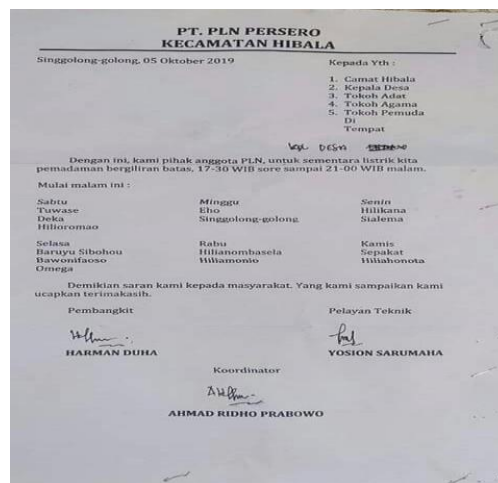 PT. PLN PERSERO
KECAMATAN HIBALA
Singgolong-golong, 05 Oktober 2019
Kepada Yth :
1. Camat Hibala
2. Kepala Desa
3. Tokoh Adat
4. Tokoh Agama
5. Tokoh Pemuda
Di
Tempat
DESA
Dengan ini, kami pihak anggota PLN, untuk sementara listrik kita
pemadaman bergiliran batas, 17-30 WIB sore sampai 21-00 WIB malam.
Mulai malam ini :
Sabtu Minggu Senin
Tuwase Eho Hilikana
Deka Singgolong-golong Sialema
Hilioromao
Selasa Rabu Kamis
Baruyu Sibohou Hilianombasela Sepakat
Bawonifaoso Hiliamonio Hiliahonota
Omega
Demikian saran kami kepada masyarakat. Yang kami sampaikan kami
ucapkan terimakasih.
Pembangkit Pelayan Teknik
HARMAN DUHA YOSION SARUMAHA
Koordinator
AHMAD RIDHO PRABOWO